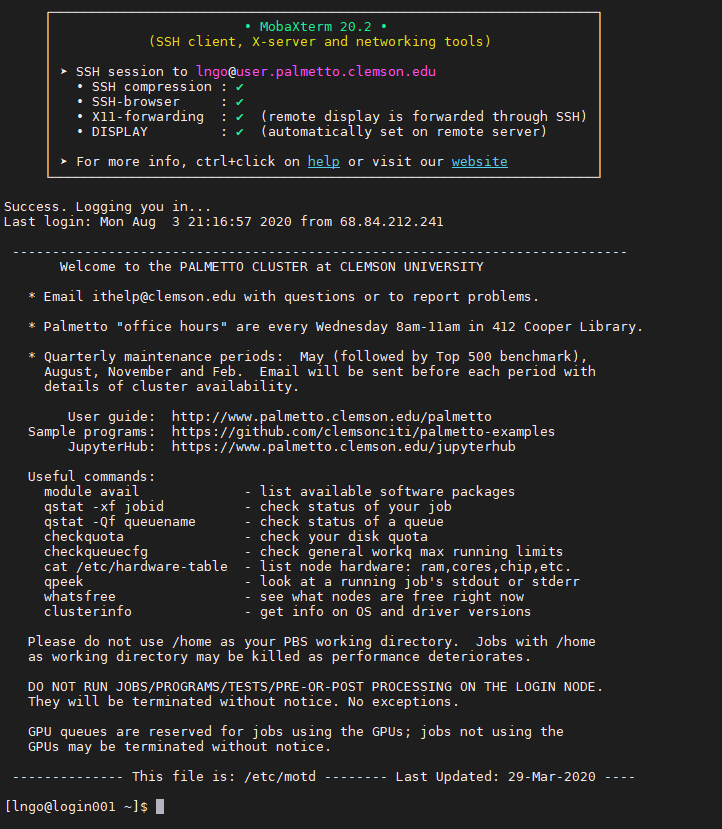 • MobaXterm 20.2 •
(SSH client, X-server and networking tools)
➤ SSH session to lngo@user.palmetto.clemson.edu
• SSH compression : ✔
• SSH-browser     : ✔
• X11-forwarding  : ✔  (remote display is forwarded through SSH)
• DISPLAY         : ✔  (automatically set on remote server)
➤ For more info, ctrl+click on help or visit our website
Success. Logging you in...
Last login: Mon Aug  3 21:16:57 2020 from 68.84.212.241
-----------------------------------------------------------------------------
Welcome to the PALMETTO CLUSTER at CLEMSON UNIVERSITY
* Email ithelp@clemson.edu with questions or to report problems.
* Palmetto "office hours" are every Wednesday 8am-11am in 412 Cooper Library.
* Quarterly maintenance periods:  May (followed by Top 500 benchmark),
August, November and Feb.  Email will be sent before each period with
details of cluster availability.
User guide:  http://www.palmetto.clemson.edu/palmetto
Sample programs:  https://github.com/clemsonciti/palmetto-examples
JupyterHub:  https://www.palmetto.clemson.edu/jupyterhub
Useful commands:
module avail             - list available software packages
qstat -xf jobid          - check status of your job
qstat -Qf queuename      - check status of a queue
checkquota               - check your disk quota
checkqueuecfg            - check general workq max running limits
cat /etc/hardware-table  - list node hardware: ram,cores,chip,etc.
qpeek                    - look at a running job's stdout or stderr
whatsfree                - see what nodes are free right now
clusterinfo              - get info on OS and driver versions
Please do not use /home as your PBS working directory.  Jobs with /home
as working directory may be killed as performance deteriorates.
DO NOT RUN JOBS/PROGRAMS/TESTS/PRE-OR-POST PROCESSING ON THE LOGIN NODE.
They will be terminated without notice. No exceptions.
GPU queues are reserved for jobs using the GPUs; jobs not using the
GPUs may be terminated without notice.
-------------- This file is: /etc/motd -------- Last Updated: 29-Mar-2020 ----
[lngo@login001 ~]$